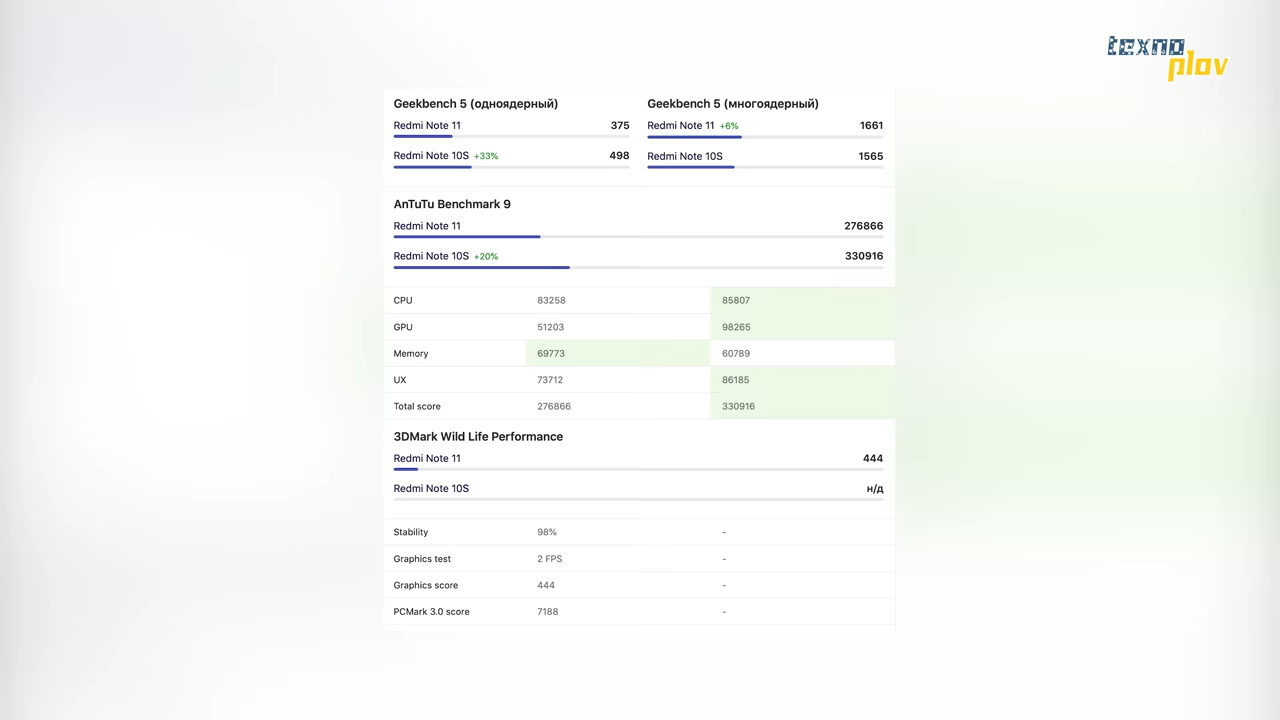 texno
plov
Geekbench 5 (одноядерный)
Redmi Note 11 375
Redmi Note 10S +33% 498
Geekbench 5 (многоядерный)
Redmi Note 11 +6% 1661
Redmi Note 10S 1565
AnTuTu Benchmark 9
Redmi Note 11 276866
Redmi Note 10S +20% 330916
CPU 83258 85807
GPU 51203 98265
Memory 69773 60789
UX 73712 86185
Total score 276866 330916
3DMark Wild Life Performance
Redmi Note 11 444
Redmi Note 10S н/д
Stability 98% -
Graphics test 2 FPS -
Graphics score 444 -
PCMark 3.0 score 7188 -